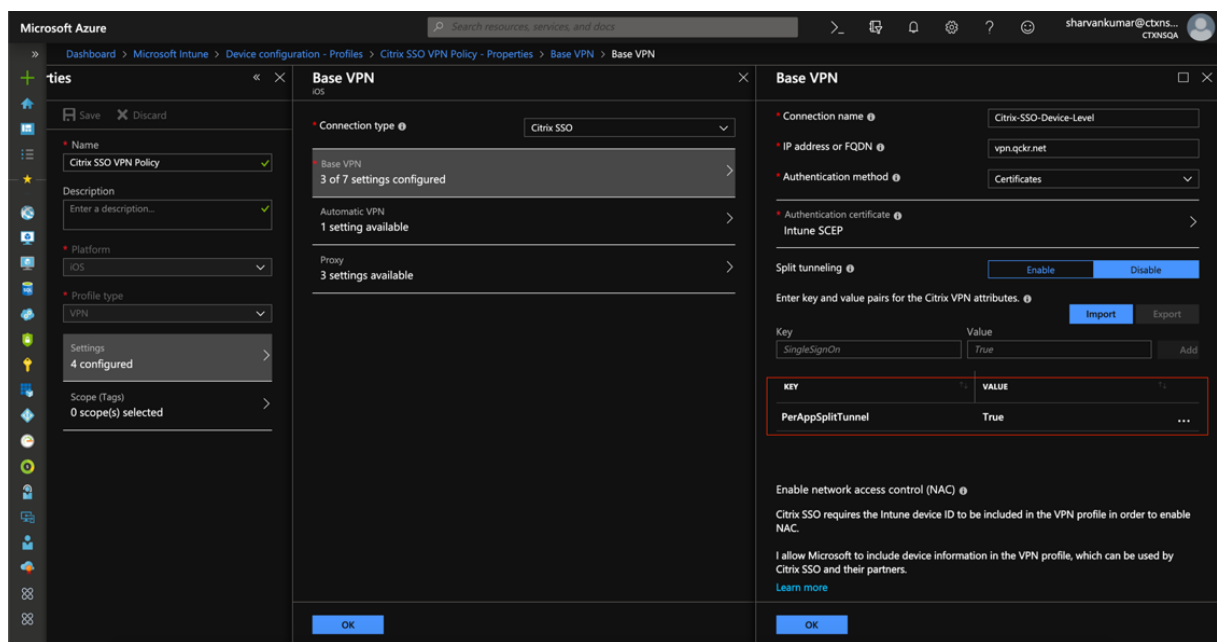 Microsoft Azure
Search resources, services, and docs
sharvankumar@ctxns...
CTXNSQA
Dashboard > Microsoft Intune > Device configuration - Profiles > Citrix SSO VPN Policy - Properties > Base VPN > Base VPN
rties
Save
Discard
* Name
Citrix SSO VPN Policy
Description
Enter a description...
* Platform
iOS
* Profile type
VPN
Settings
4 configured
Scope (Tags)
0 scope(s) selected
Base VPN
iOS
* Connection type
Citrix SSO
* Base VPN
3 of 7 settings configured
Automatic VPN
1 setting available
Proxy
3 settings available
OK
Base VPN
* Connection name
Citrix-SSO-Device-Level
* IP address or FQDN
vpn.qckr.net
* Authentication method
Certificates
* Authentication certificate
Intune SCEP
Split tunneling
Enable
Disable
Enter key and value pairs for the Citrix VPN attributes.
Import
Export
Key
Value
SingleSignOn
True
Add
KEY
VALUE
PerAppSplitTunnel
True
...
Enable network access control (NAC)
Citrix SSO requires the Intune device ID to be included in the VPN profile in order to enable
NAC.
I allow Microsoft to include device information in the VPN profile, which can be used by
Citrix SSO and their partners.
Learn more
OK